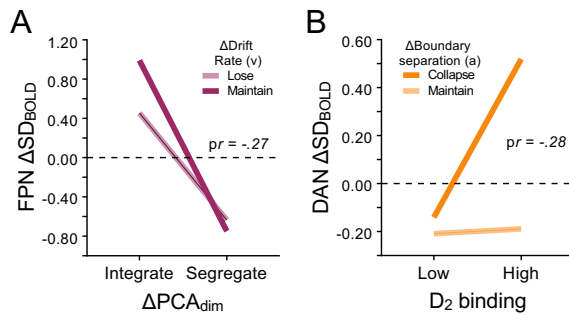 A
ΔDrift
Rate (v)
Lose
Maintain
1.20
0.80
0.40
0.00
-0.40
-0.80
FPN ΔSDBOLD
pr = -.27
Integrate Segregate
ΔPCAdim
B
ΔBoundary
separation (a)
Collapse
Maintain
0.60
0.40
0.20
0.00
-0.20
DAN ΔSDBOLD
pr = -.28
Low High
D2 binding